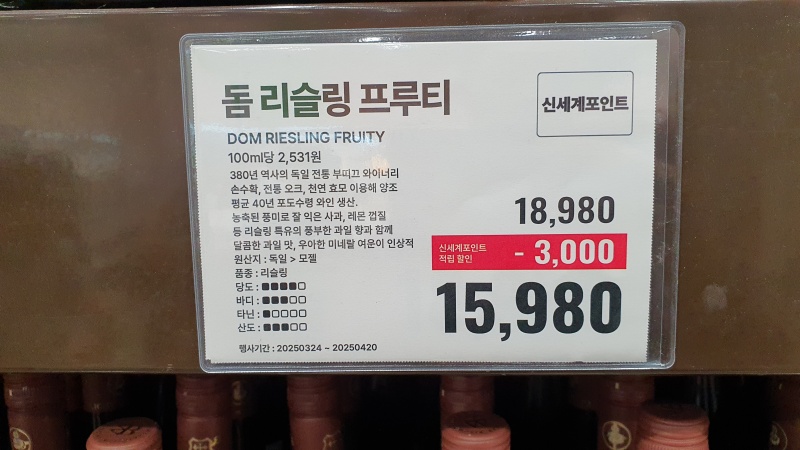 돔 리슬링 프루티
신세계포인트
DOM RIESLING FRUITY
100ml당 2,531원
380년 역사의 독일 전통 부띠끄 와이너리
손수확, 전통 오크, 천연 효모 이용해 양조
평균 40년 포도수령 와인 생산.
농축된 풍미로 잘 익은 사과, 레몬 껍질
등 리슬링 특유의 풍부한 과일 향과 함께
달콤한 과일 맛, 우아한 미네랄 여운이 인상적
원산지 : 독일 > 모젤
품종 : 리슬링
당도 : ■■■■□
바디 : ■■■□□
타닌 : ■□□□□
산도 : ■■■□□
행사기간 : 20250324 ~ 20250420
18,980
신세계포인트
적립 할인
- 3,000
15,980